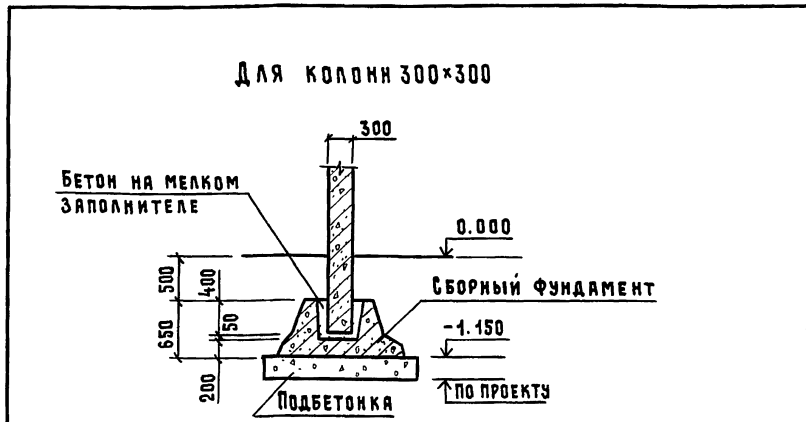 Для колонн 300×300
300
Бетон на мелком
заполнителе
0.000
500
400
Сборный фундамент
650
50
-1.150
200
Подбетонка
по проекту